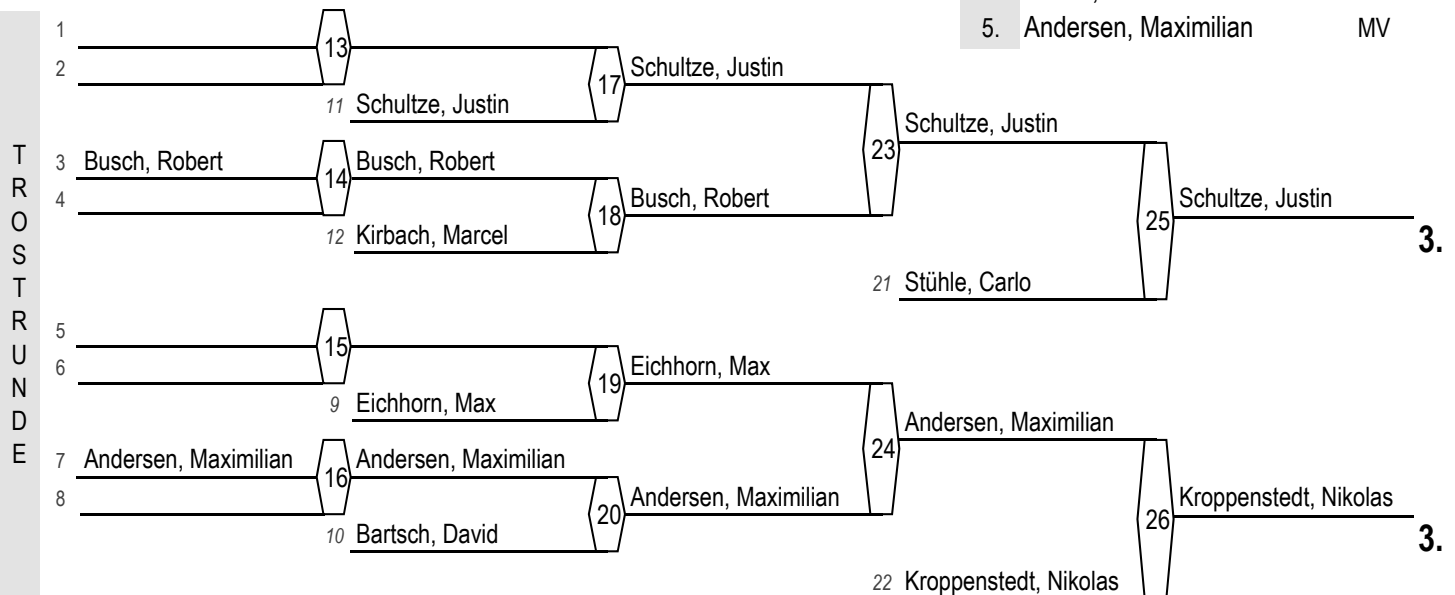 5. Andersen, Maximilian MV
TROSTRUNDE
1
13
2
17 Schultze, Justin
11 Schultze, Justin
23 Schultze, Justin
3 Busch, Robert
14 Busch, Robert
4
18 Busch, Robert
12 Kirbach, Marcel
25 Schultze, Justin
3.
21 Stühle, Carlo
5
15
6
19 Eichhorn, Max
9 Eichhorn, Max
24 Andersen, Maximilian
7 Andersen, Maximilian
16 Andersen, Maximilian
8
20 Andersen, Maximilian
10 Bartsch, David
26 Kroppenstedt, Nikolas
3.
22 Kroppenstedt, Nikolas